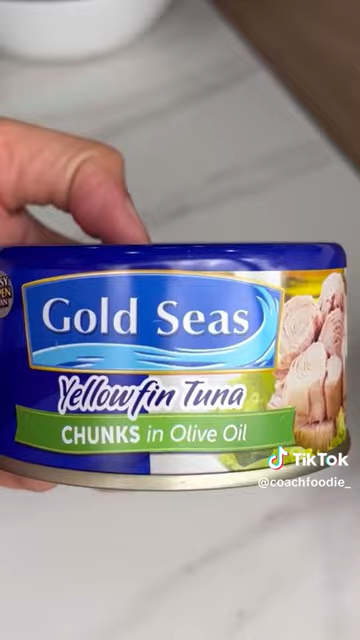 Gold Seas
Yellowfin Tuna
CHUNKS in Olive Oil
TikTok
@coachfoodie_